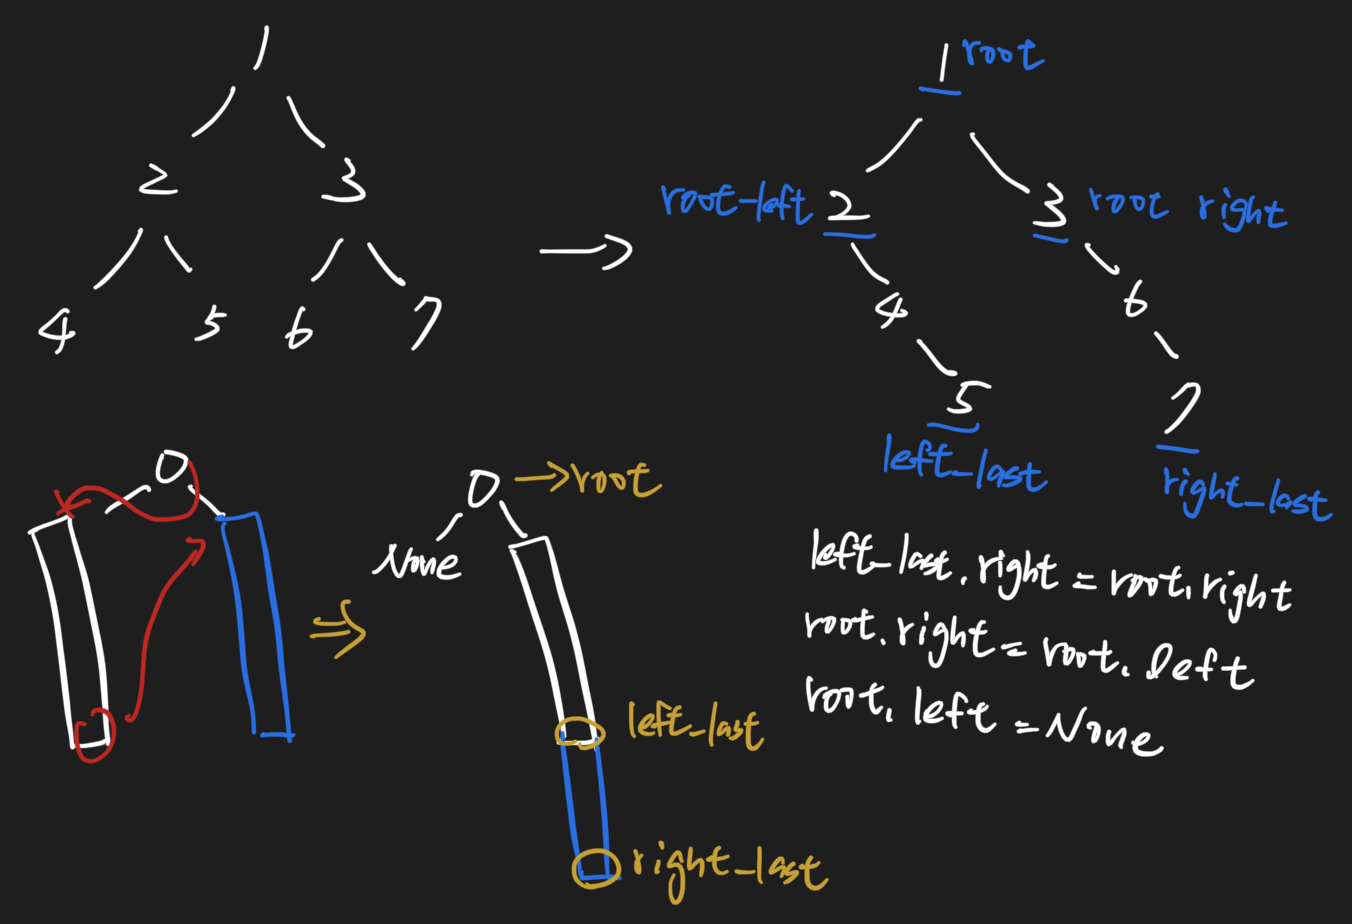 1
2 3
4 5 6 7
1 root
root-left 2
3 root right
4
6
5
7
left_last
right_last
0
0 root
None
left_last
right_last
left_last.right = root.right
root.right = root.left
root.left = None